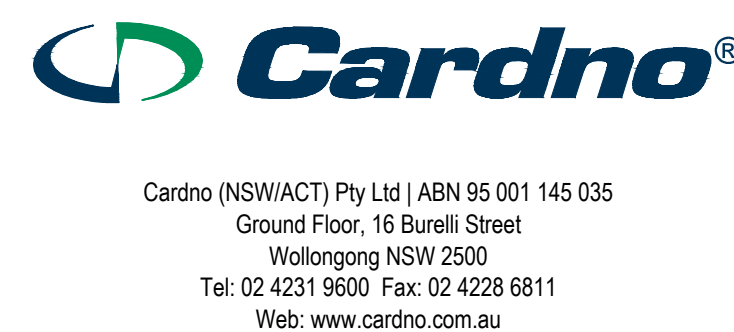 Cardno®
Cardno (NSW/ACT) Pty Ltd | ABN 95 001 145 035
Ground Floor, 16 Burelli Street
Wollongong NSW 2500
Tel: 02 4231 9600  Fax: 02 4228 6811
Web: www.cardno.com.au